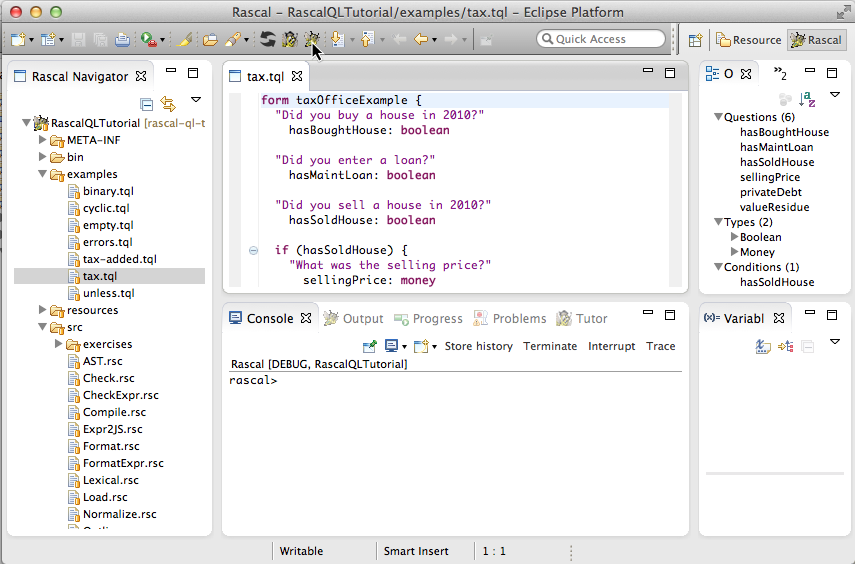 Rascal - RascalQLTutorial/examples/tax.tql - Eclipse Platform
Quick Access
Resource
Rascal
Rascal Navigator
RascalQLTutorial [rascal-ql-t
META-INF
bin
examples
binary.tql
cyclic.tql
empty.tql
errors.tql
tax-added.tql
tax.tql
unless.tql
resources
src
exercises
AST.rsc
Check.rsc
CheckExpr.rsc
Compile.rsc
Expr2JS.rsc
Format.rsc
FormatExpr.rsc
Lexical.rsc
Load.rsc
Normalize.rsc
tax.tql
form taxOfficeExample {
"Did you buy a house in 2010?"
hasBoughtHouse: boolean
"Did you enter a loan?"
hasMaintLoan: boolean
"Did you sell a house in 2010?"
hasSoldHouse: boolean
if (hasSoldHouse) {
"What was the selling price?"
sellingPrice: money
O
»2
Questions (6)
hasBoughtHouse
hasMaintLoan
hasSoldHouse
sellingPrice
privateDebt
valueResidue
Types (2)
Boolean
Money
Conditions (1)
hasSoldHouse
Console Output Progress Problems Tutor
Store history Terminate Interrupt Trace
Rascal [DEBUG, RascalQLTutorial]
rascal>
(x)= Variabl
Writable Smart Insert 1 : 1